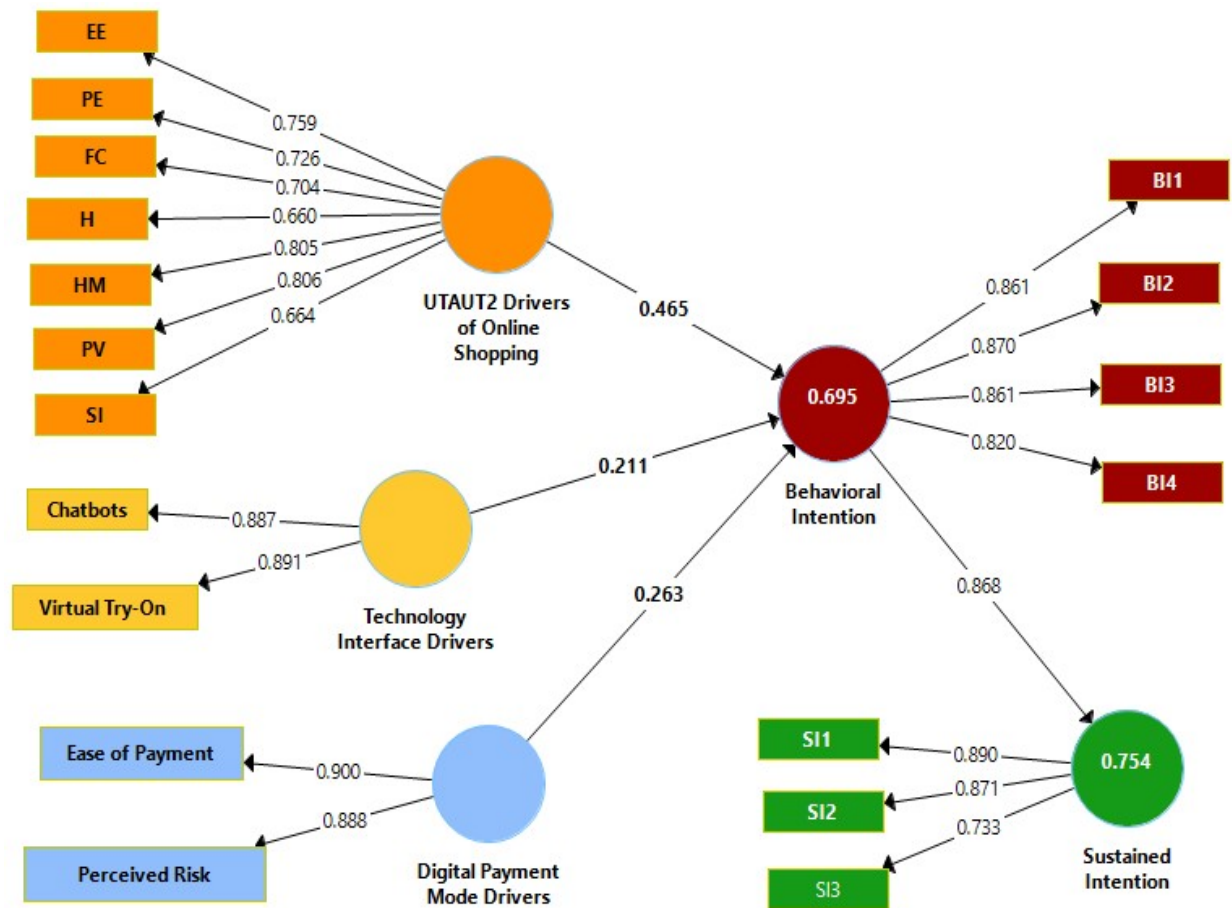 EE
PE
FC
H
HM
PV
SI
0.759
0.726
0.704
0.660
0.805
0.806
0.664
UTAUT2 Drivers
of Online
Shopping
0.465
Chatbots
Virtual Try-On
0.887
0.891
Technology
Interface Drivers
0.211
Ease of Payment
Perceived Risk
0.900
0.888
Digital Payment
Mode Drivers
0.263
0.695
Behavioral
Intention
0.861
0.870
0.861
0.820
BI1
BI2
BI3
BI4
0.868
0.754
Sustained
Intention
0.890
0.871
0.733
SI1
SI2
SI3